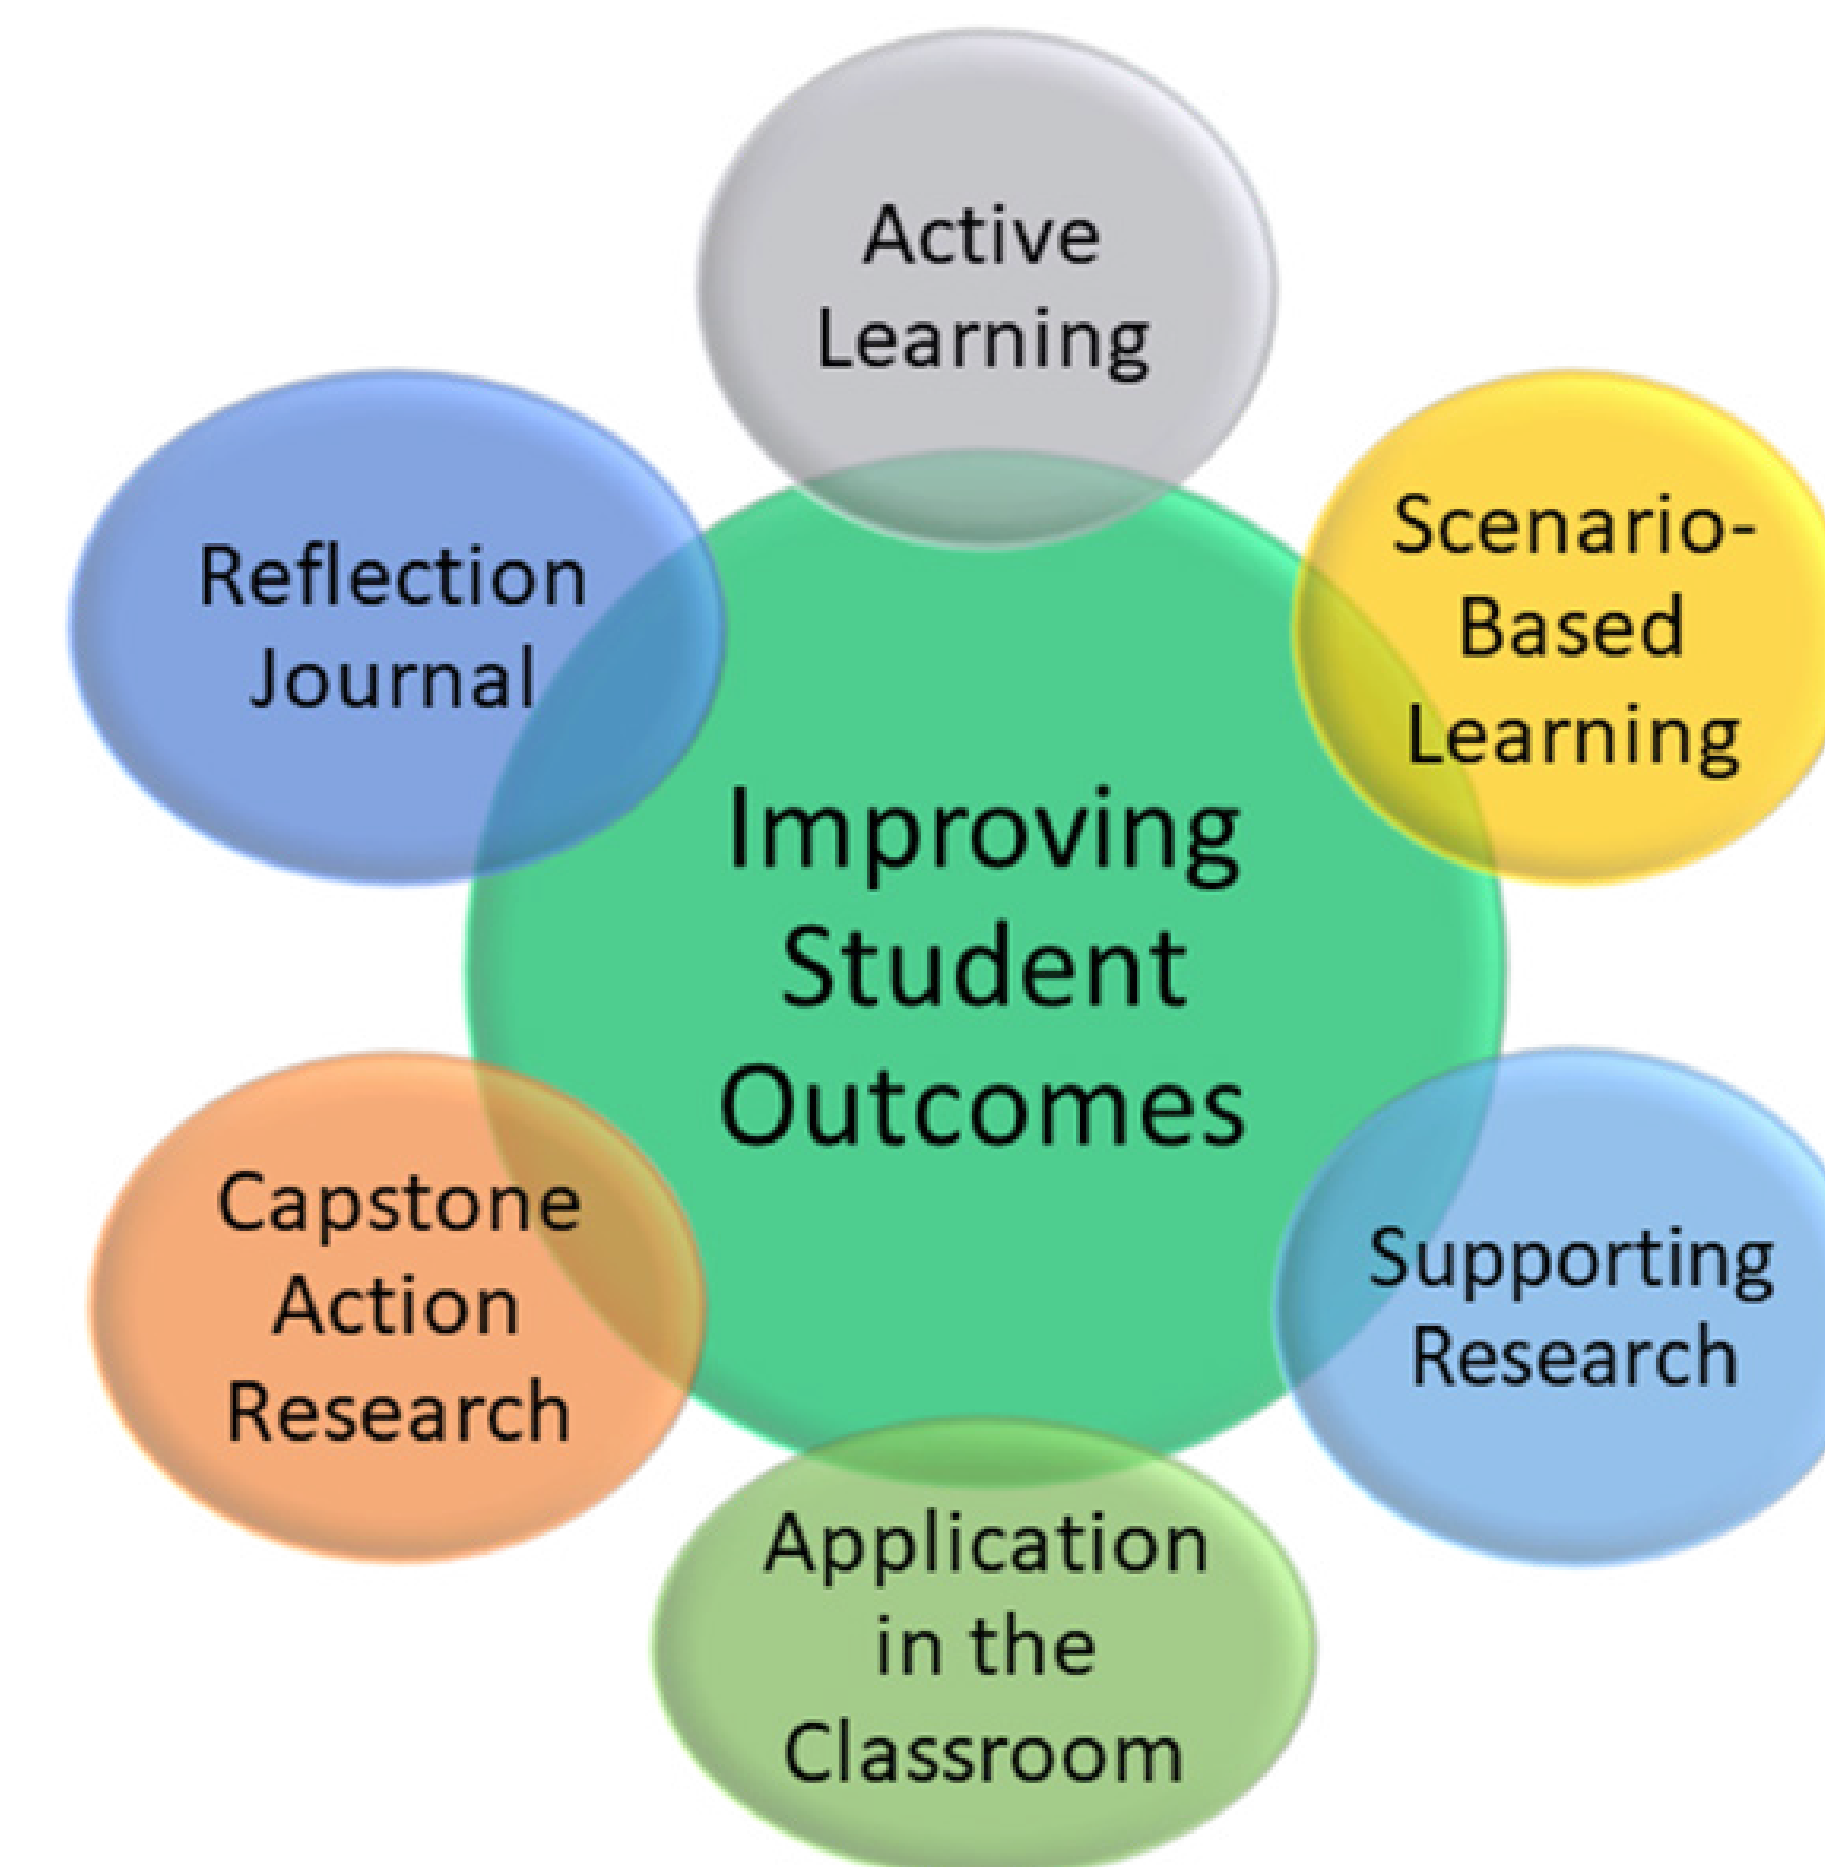 Active
Learning
Scenario-
Based
Learning
Reflection
Journal
Improving
Student
Outcomes
Capstone
Action
Research
Supporting
Research
Application
in the
Classroom